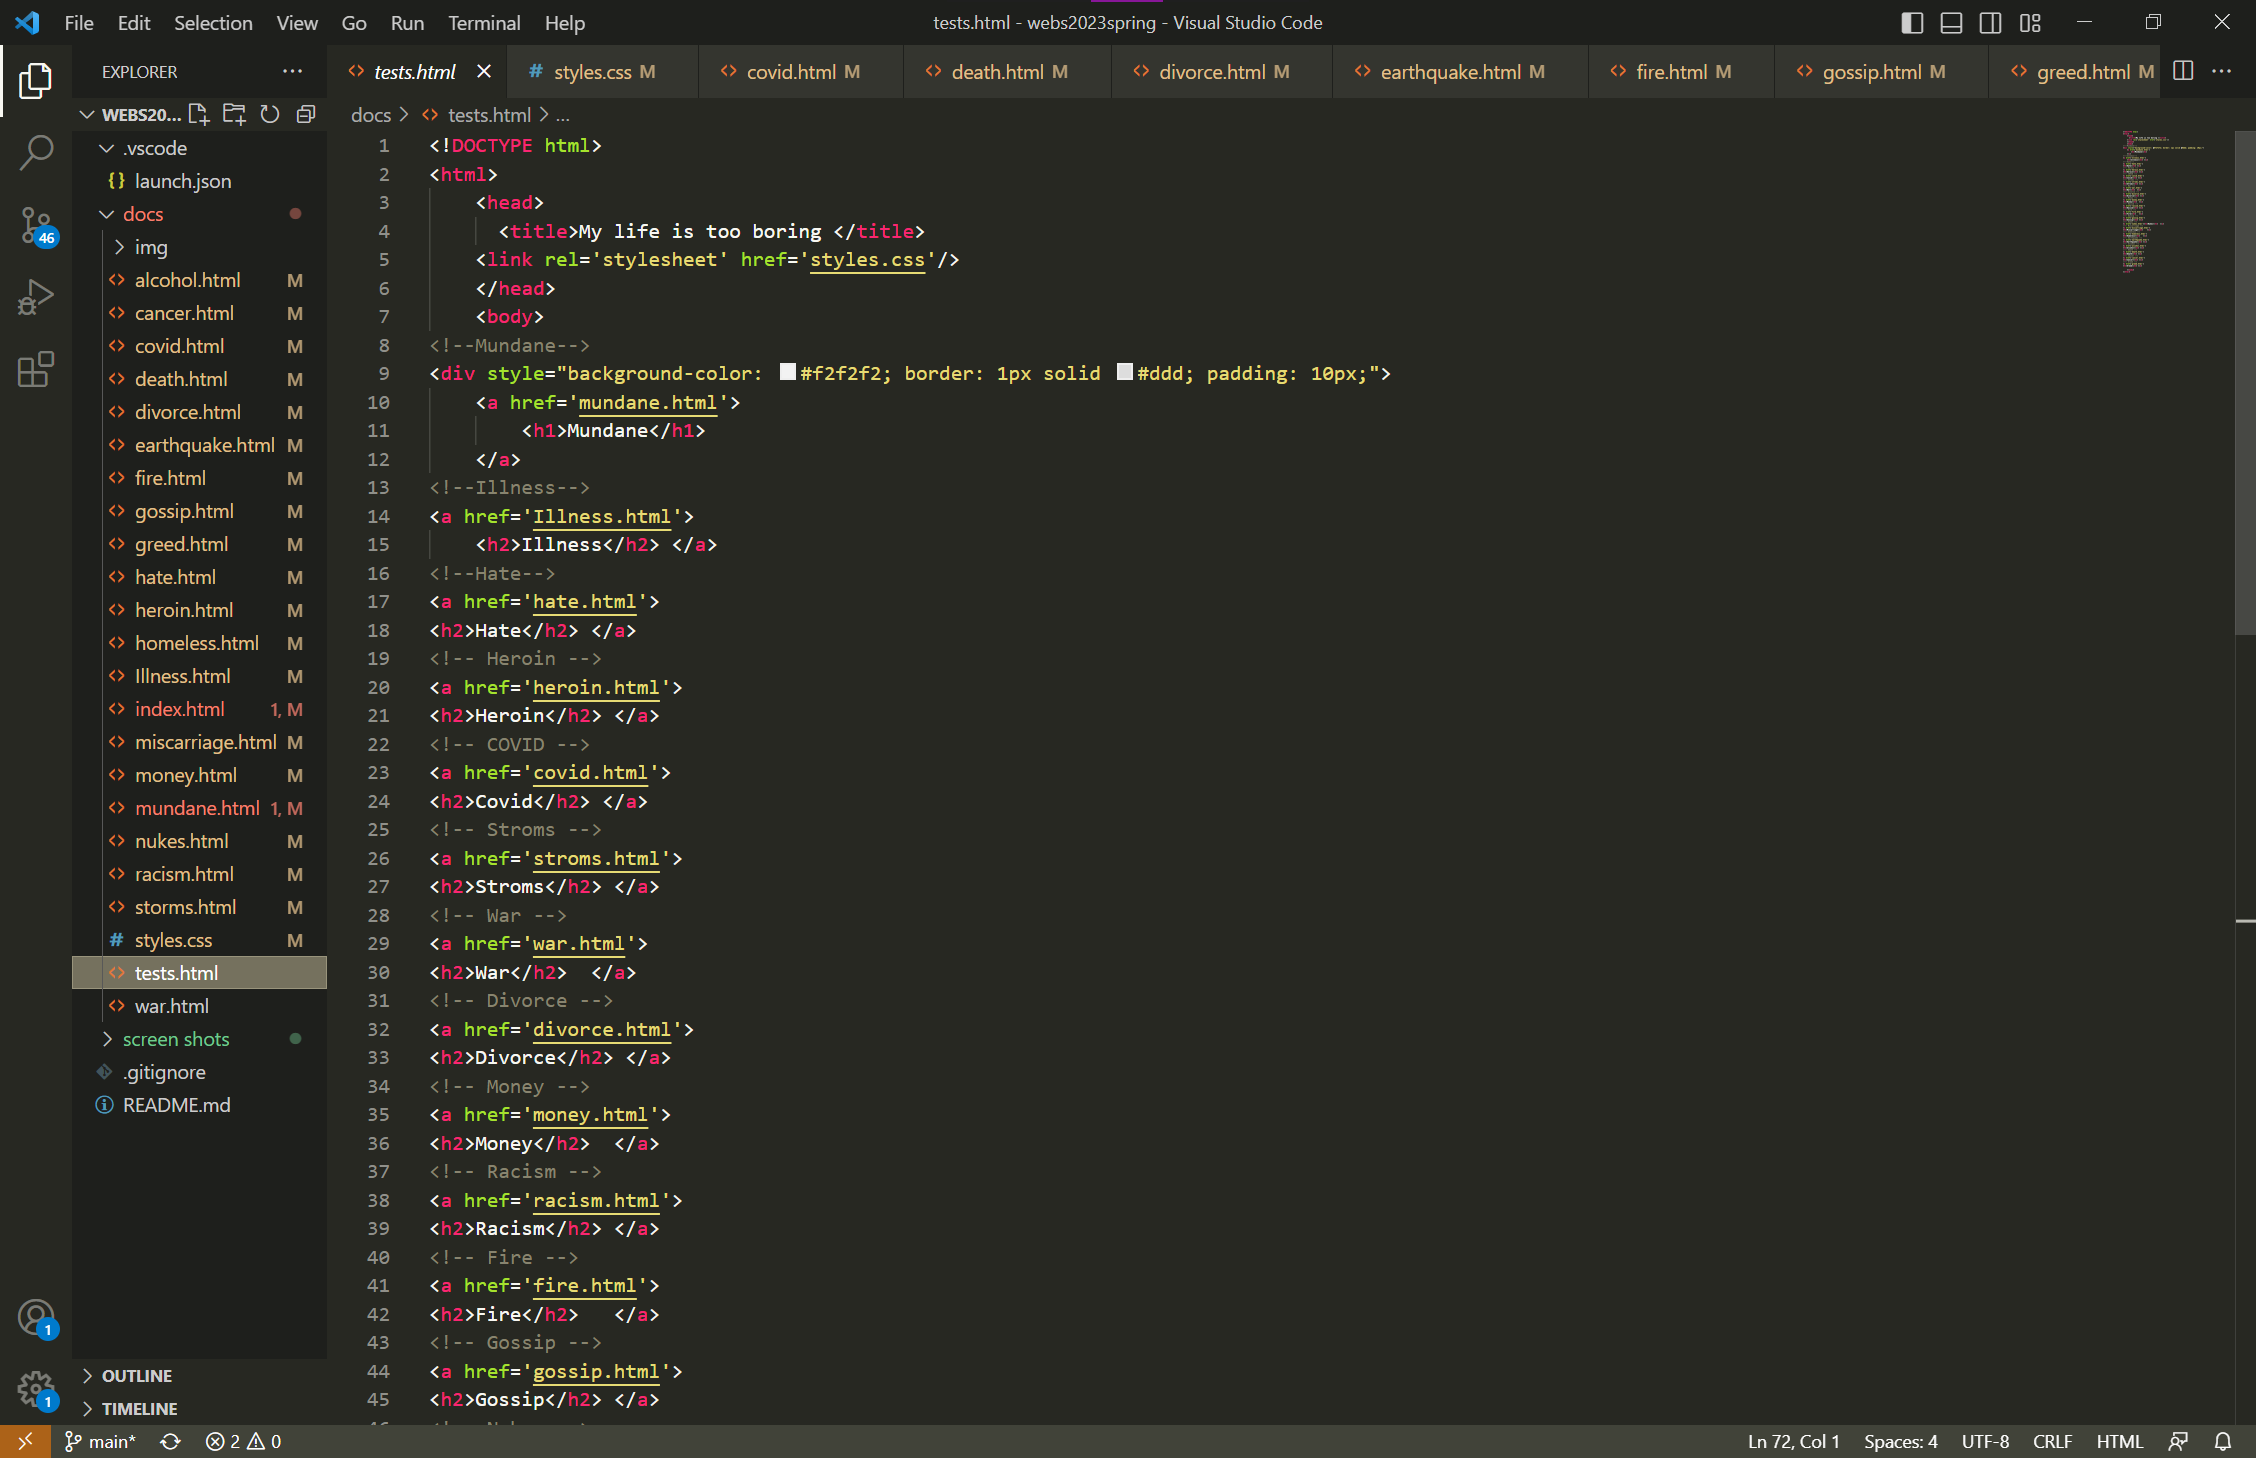 File Edit Selection View Go Run Terminal Help
tests.html - webs2023spring - Visual Studio Code
EXPLORER
tests.html
styles.css M
covid.html M
death.html M
divorce.html M
earthquake.html M
fire.html M
gossip.html M
greed.html M
WEBS20...
docs > tests.html > ...
.vscode
launch.json
docs
img
alcohol.html M
cancer.html M
covid.html M
death.html M
divorce.html M
earthquake.html M
fire.html M
gossip.html M
greed.html M
hate.html M
heroin.html M
homeless.html M
Illness.html M
index.html 1, M
miscarriage.html M
money.html M
mundane.html 1, M
nukes.html M
racism.html M
storms.html M
styles.css M
tests.html
war.html
screen shots
.gitignore
README.md
OUTLINE
TIMELINE
46
1
1
1 <!DOCTYPE html>
2 <html>
3 <head>
4 <title>My life is too boring </title>
5 <link rel='stylesheet' href='styles.css'/>
6 </head>
7 <body>
8 <!--Mundane-->
9 <div style="background-color: #f2f2f2; border: 1px solid #ddd; padding: 10px;">
10 <a href='mundane.html'>
11 <h1>Mundane</h1>
12 </a>
13 <!--Illness-->
14 <a href='Illness.html'>
15 <h2>Illness</h2> </a>
16 <!--Hate-->
17 <a href='hate.html'>
18 <h2>Hate</h2> </a>
19 <!-- Heroin -->
20 <a href='heroin.html'>
21 <h2>Heroin</h2> </a>
22 <!-- COVID -->
23 <a href='covid.html'>
24 <h2>Covid</h2> </a>
25 <!-- Stroms -->
26 <a href='stroms.html'>
27 <h2>Stroms</h2> </a>
28 <!-- War -->
29 <a href='war.html'>
30 <h2>War</h2>  </a>
31 <!-- Divorce -->
32 <a href='divorce.html'>
33 <h2>Divorce</h2> </a>
34 <!-- Money -->
35 <a href='money.html'>
36 <h2>Money</h2>  </a>
37 <!-- Racism -->
38 <a href='racism.html'>
39 <h2>Racism</h2> </a>
40 <!-- Fire -->
41 <a href='fire.html'>
42 <h2>Fire</h2>   </a>
43 <!-- Gossip -->
44 <a href='gossip.html'>
45 <h2>Gossip</h2> </a>
main* 2 0 Ln 72, Col 1 Spaces: 4 UTF-8 CRLF HTML